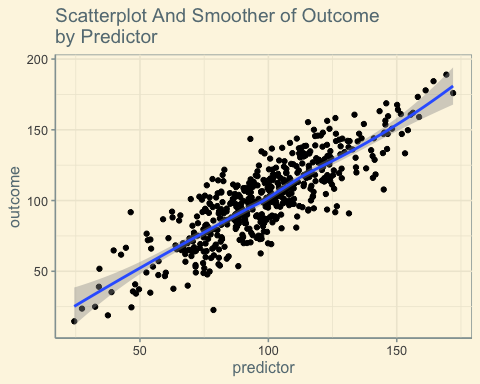 Scatterplot And Smoother of Outcome
by Predictor
200
150
100
50
outcome
50 100 150
predictor